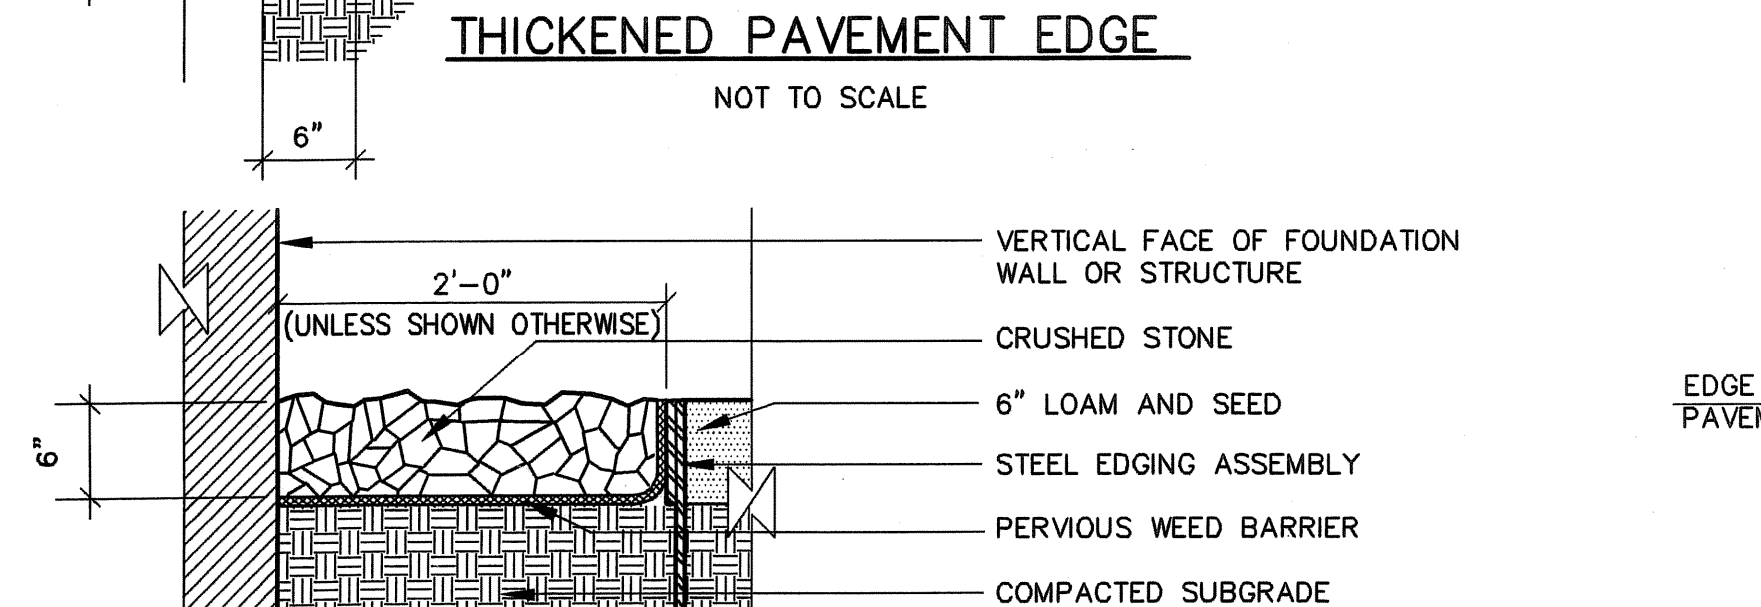 THICKENED PAVEMENT EDGE
NOT TO SCALE
6"
VERTICAL FACE OF FOUNDATION
WALL OR STRUCTURE
2'-0"
(UNLESS SHOWN OTHERWISE)
CRUSHED STONE
6" LOAM AND SEED
EDGE
6"
STEEL EDGING ASSEMBLY
PERVIOUS WEED BARRIER
COMPACTED SUBGRADE